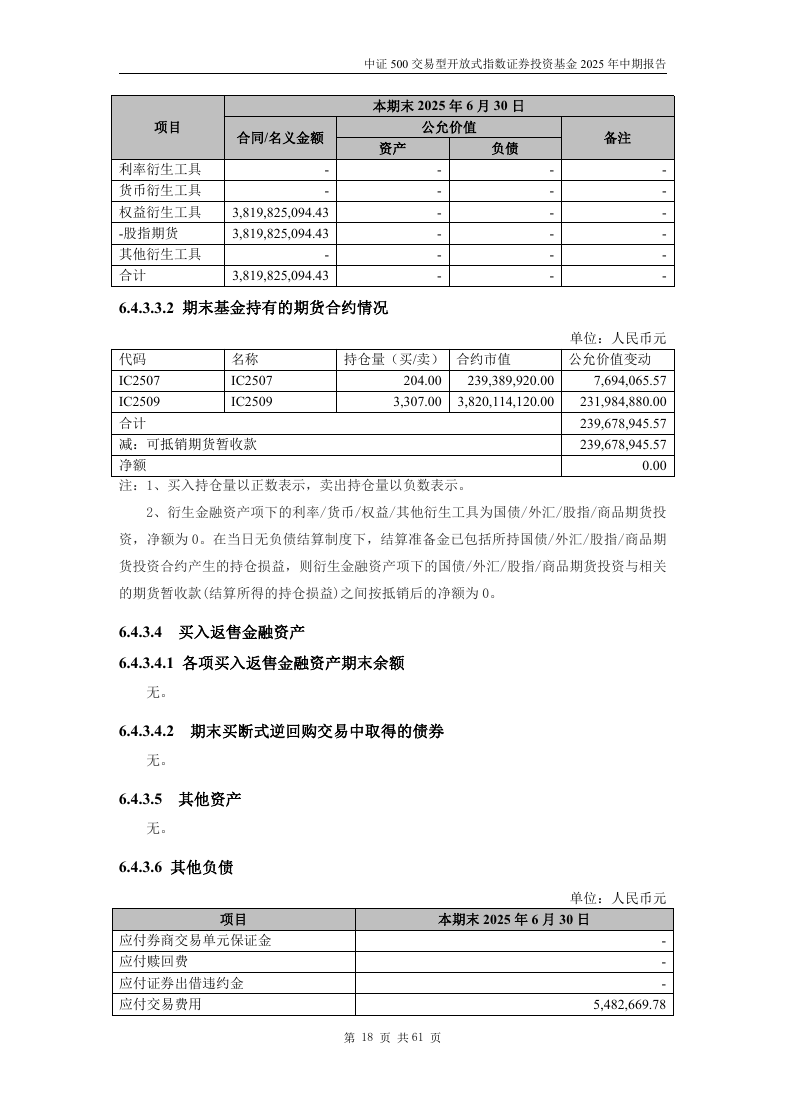 中证 500 交易型开放式指数证券投资基金 2025 年中期报告
项目 本期末 2025 年 6 月 30 日
合同/名义金额 公允价值 备注
资产 负债
利率衍生工具 - - - -
货币衍生工具 - - - -
权益衍生工具 3,819,825,094.43 - - -
-股指期货 3,819,825,094.43 - - -
其他衍生工具 - - - -
合计 3,819,825,094.43 - - -
6.4.3.3.2 期末基金持有的期货合约情况
单位：人民币元
代码 名称 持仓量（买/卖） 合约市值 公允价值变动
IC2507 IC2507 204.00 239,389,920.00 7,694,065.57
IC2509 IC2509 3,307.00 3,820,114,120.00 231,984,880.00
合计 239,678,945.57
减：可抵销期货暂收款 239,678,945.57
净额 0.00
注：1、买入持仓量以正数表示，卖出持仓量以负数表示。
2、衍生金融资产项下的利率/货币/权益/其他衍生工具为国债/外汇/股指/商品期货投
资，净额为 0。在当日无负债结算制度下，结算准备金已包括所持国债/外汇/股指/商品期
货投资合约产生的持仓损益，则衍生金融资产项下的国债/外汇/股指/商品期货投资与相关
的期货暂收款(结算所得的持仓损益)之间按抵销后的净额为 0。
6.4.3.4 买入返售金融资产
6.4.3.4.1 各项买入返售金融资产期末余额
无。
6.4.3.4.2 期末买断式逆回购交易中取得的债券
无。
6.4.3.5 其他资产
无。
6.4.3.6 其他负债
单位：人民币元
项目 本期末 2025 年 6 月 30 日
应付券商交易单元保证金 -
应付赎回费 -
应付证券出借违约金 -
应付交易费用 5,482,669.78
第 18 页 共 61 页